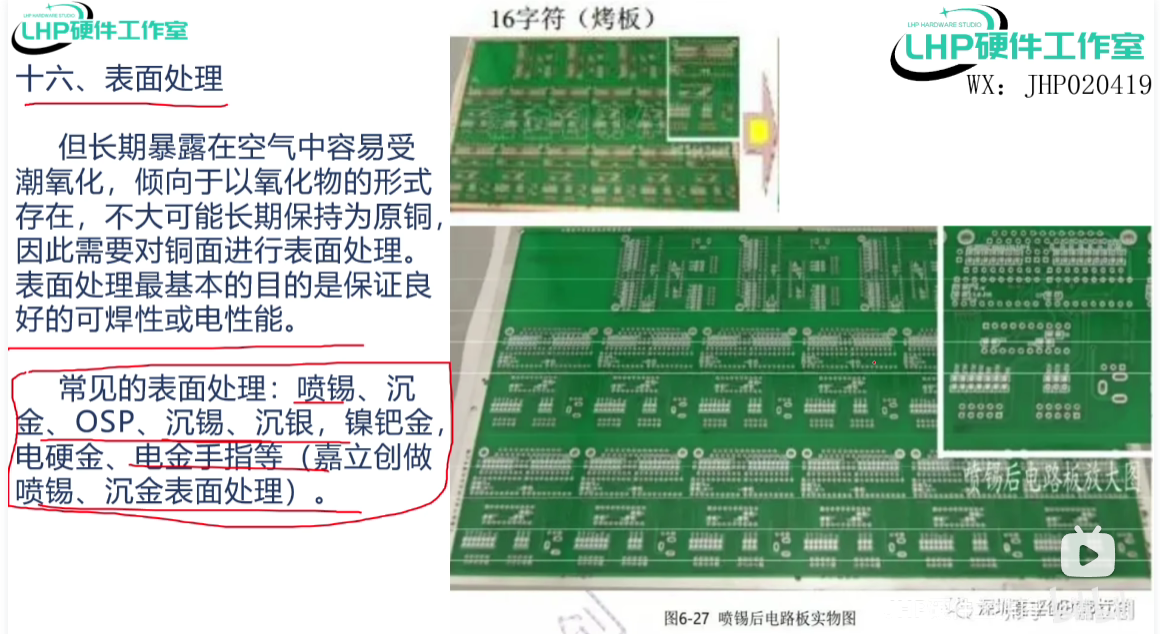 LHP HARDWARE STUDIO
LHP硬件工作室
16字符（烤板）
LHP HARDWARE STUDIO
LHP硬件工作室
WX：JHP020419
十六、表面处理
但长期暴露在空气中容易受
潮氧化，倾向于以氧化物的形式
存在，不大可能长期保持为原铜，
因此需要对铜面进行表面处理。
表面处理最基本的目的是保证良
好的可焊性或电性能。
常见的表面处理：喷锡、沉
金、OSP、沉锡、沉银，镍钯金，
电硬金、电金手指等（嘉立创做
喷锡、沉金表面处理）。
喷锡后电路板放大图
图6-27 喷锡后电路板实物图